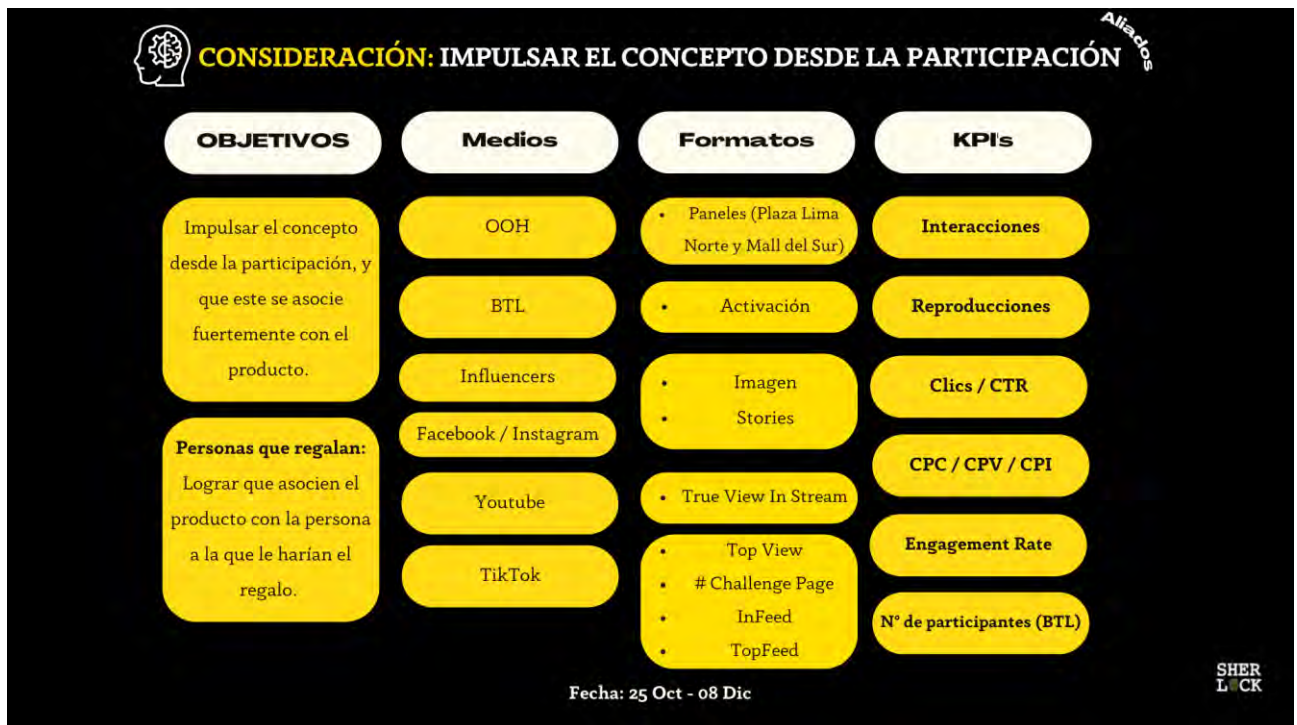 Aliados
CONSIDERACIÓN: IMPULSAR EL CONCEPTO DESDE LA PARTICIPACIÓN
OBJETIVOS
Impulsar el concepto
desde la participación, y
que este se asocie
fuertemente con el
producto.
Personas que regalan:
Lograr que asocien el
producto con la persona
a la que le harían el
regalo.
Medios
OOH
BTL
Influencers
Facebook / Instagram
Youtube
TikTok
Formatos
• Paneles (Plaza Lima
Norte y Mall del Sur)
• Activación
• Imagen
• Stories
• True View In Stream
• Top View
• # Challenge Page
• InFeed
• TopFeed
KPI's
Interacciones
Reproducciones
Clics / CTR
CPC / CPV / CPI
Engagement Rate
N° de participantes (BTL)
Fecha: 25 Oct - 08 Dic
SHER
LOCK